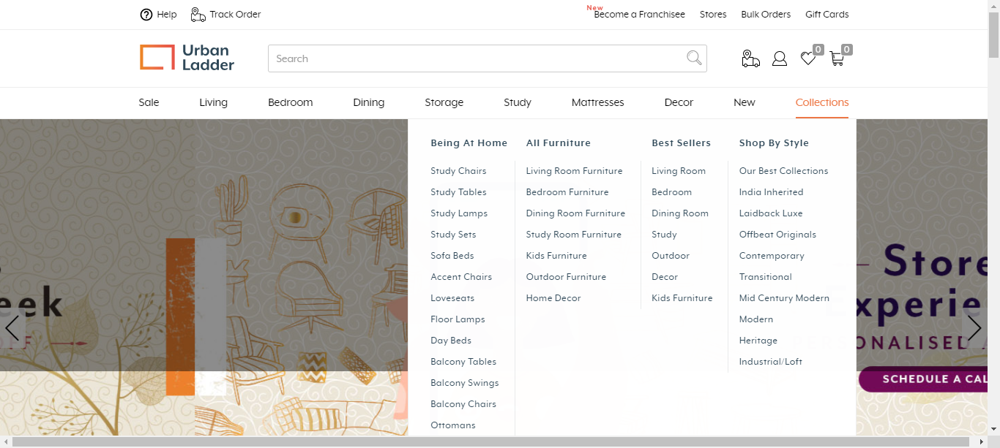 Help
Track Order
New
Become a Franchisee
Stores
Bulk Orders
Gift Cards
Urban
Ladder
Search
0
0
Sale
Living
Bedroom
Dining
Storage
Study
Mattresses
Decor
New
Collections
Being At Home
Study Chairs
Study Tables
Study Lamps
Study Sets
Sofa Beds
Accent Chairs
Loveseats
Floor Lamps
Day Beds
Balcony Tables
Balcony Swings
Balcony Chairs
Ottomans
All Furniture
Living Room Furniture
Bedroom Furniture
Dining Room Furniture
Study Room Furniture
Kids Furniture
Outdoor Furniture
Home Decor
Best Sellers
Living Room
Bedroom
Dining Room
Study
Outdoor
Decor
Kids Furniture
Shop By Style
Our Best Collections
India Inherited
Laidback Luxe
Offbeat Originals
Contemporary
Transitional
Mid Century Modern
Modern
Heritage
Industrial/Loft
eek
OFF
Store
xperie
SONALISED
SCHEDULE A CAL